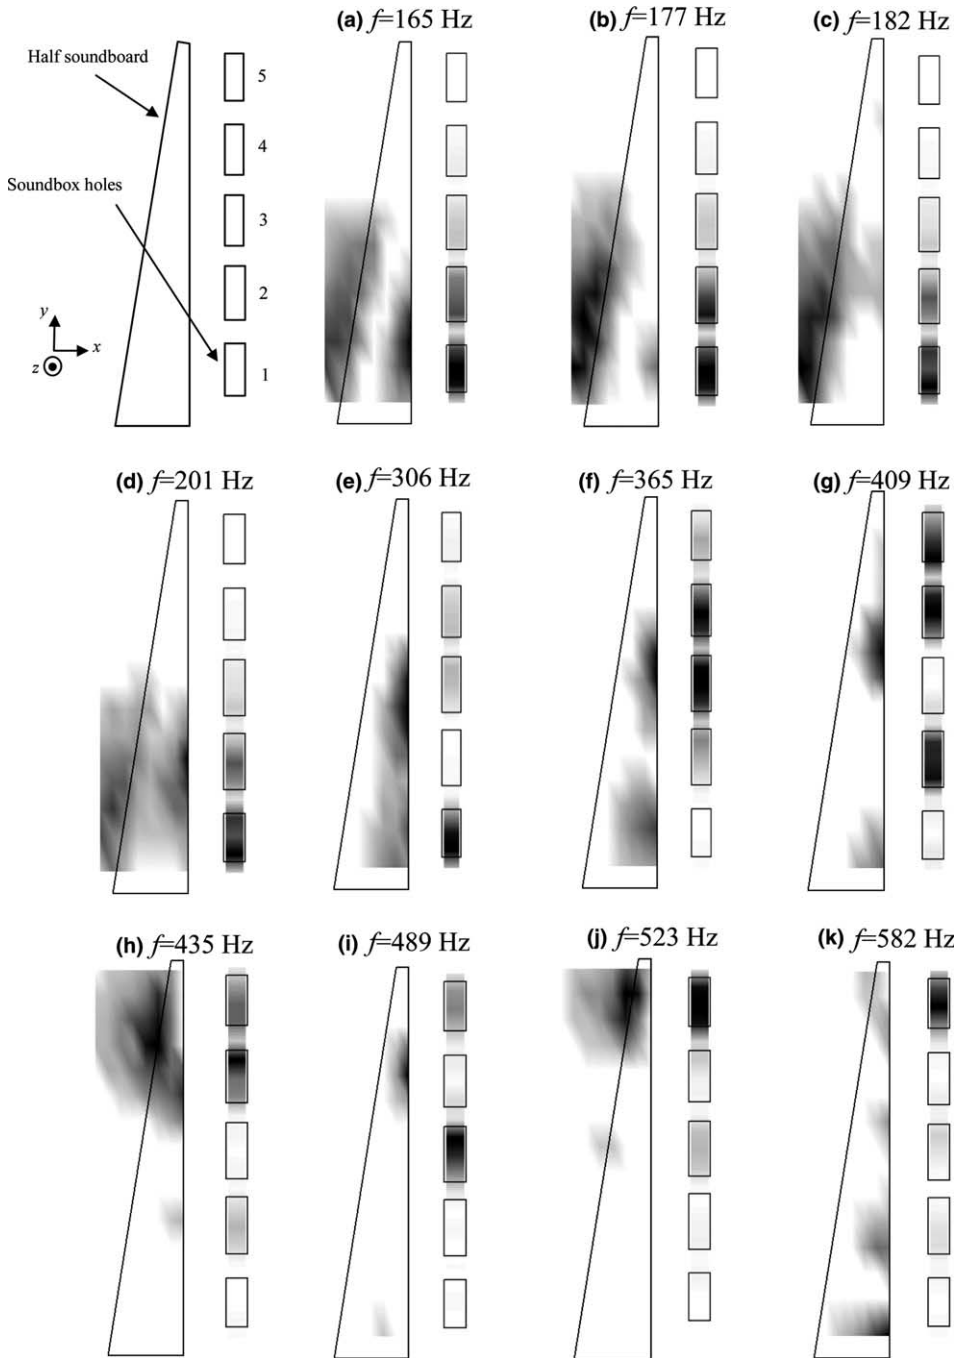 (a) f=165 Hz
(b) f=177 Hz
(c) f=182 Hz
Half soundboard
5
4
Soundbox holes
3
2
y
x
z
1
(d) f=201 Hz
(e) f=306 Hz
(f) f=365 Hz
(g) f=409 Hz
(h) f=435 Hz
(i) f=489 Hz
(j) f=523 Hz
(k) f=582 Hz